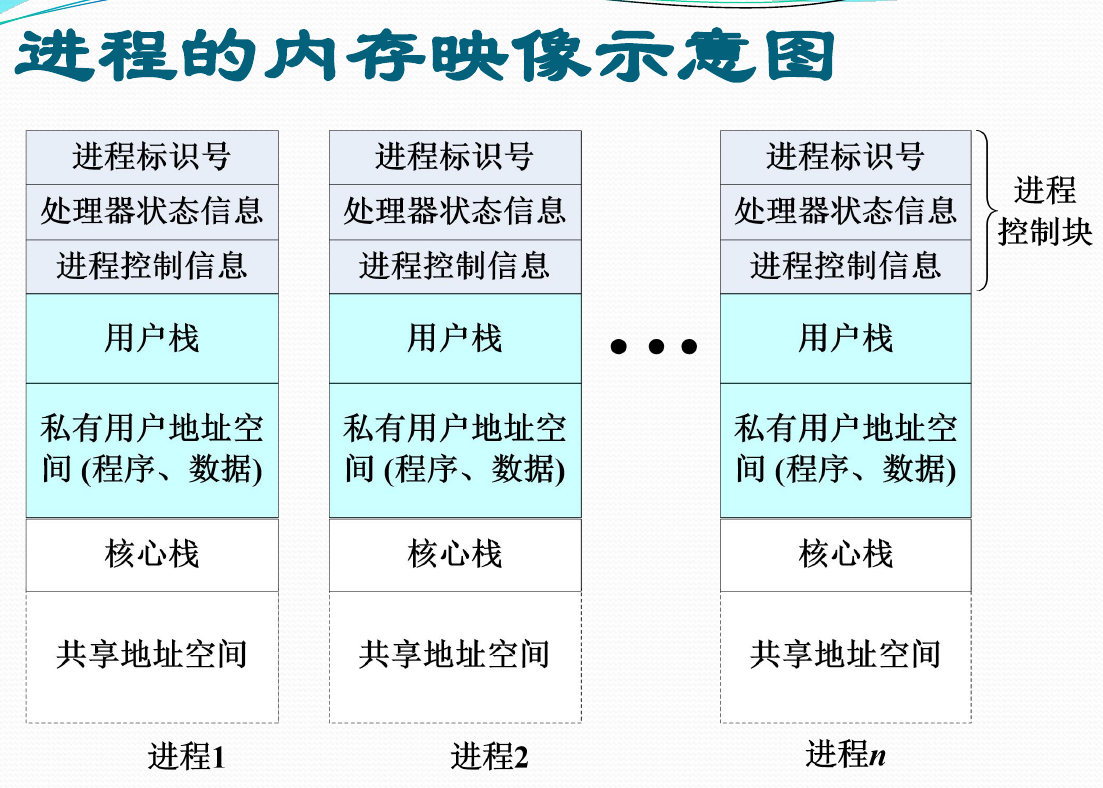 进程的内存映像示意图
进程标识号
处理器状态信息
进程控制信息
用户栈
私有用户地址空
间 (程序、数据)
核心栈
共享地址空间
进程1
进程标识号
处理器状态信息
进程控制信息
用户栈
私有用户地址空
间 (程序、数据)
核心栈
共享地址空间
进程2
•••
进程标识号
处理器状态信息
进程控制信息
用户栈
私有用户地址空
间 (程序、数据)
核心栈
共享地址空间
进程n
进程
控制块